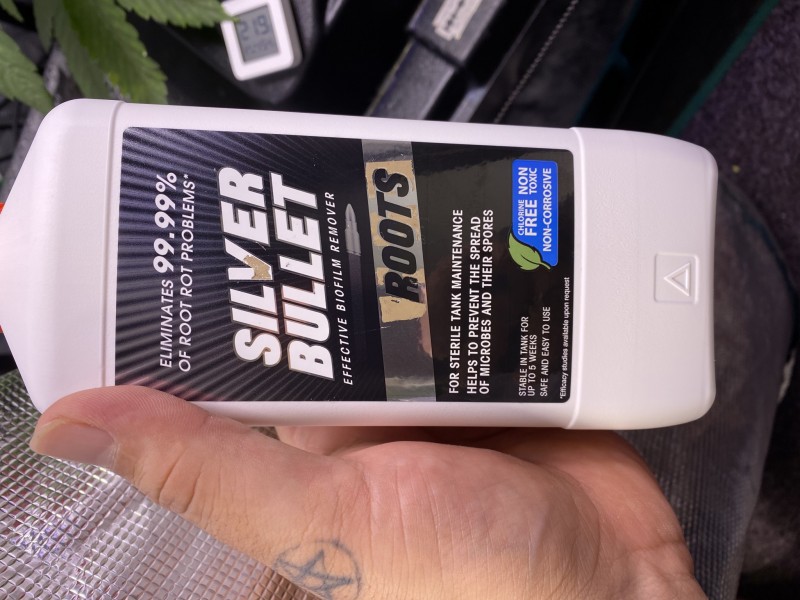 ELIMINATES 99.99%
OF ROOT ROT PROBLEMS*
SILVER
BULLET
EFFECTIVE BIOFILM REMOVER
ROOTS
FOR STERILE TANK MAINTENANCE
HELPS TO PREVENT THE SPREAD
OF MICROBES AND THEIR SPORES
STABLE IN TANK FOR
UP TO 5 WEEKS
SAFE AND EASY TO USE
CHLORINE
FREE
NON
TOXIC
NON-CORROSIVE
*Efficacy studies available upon request